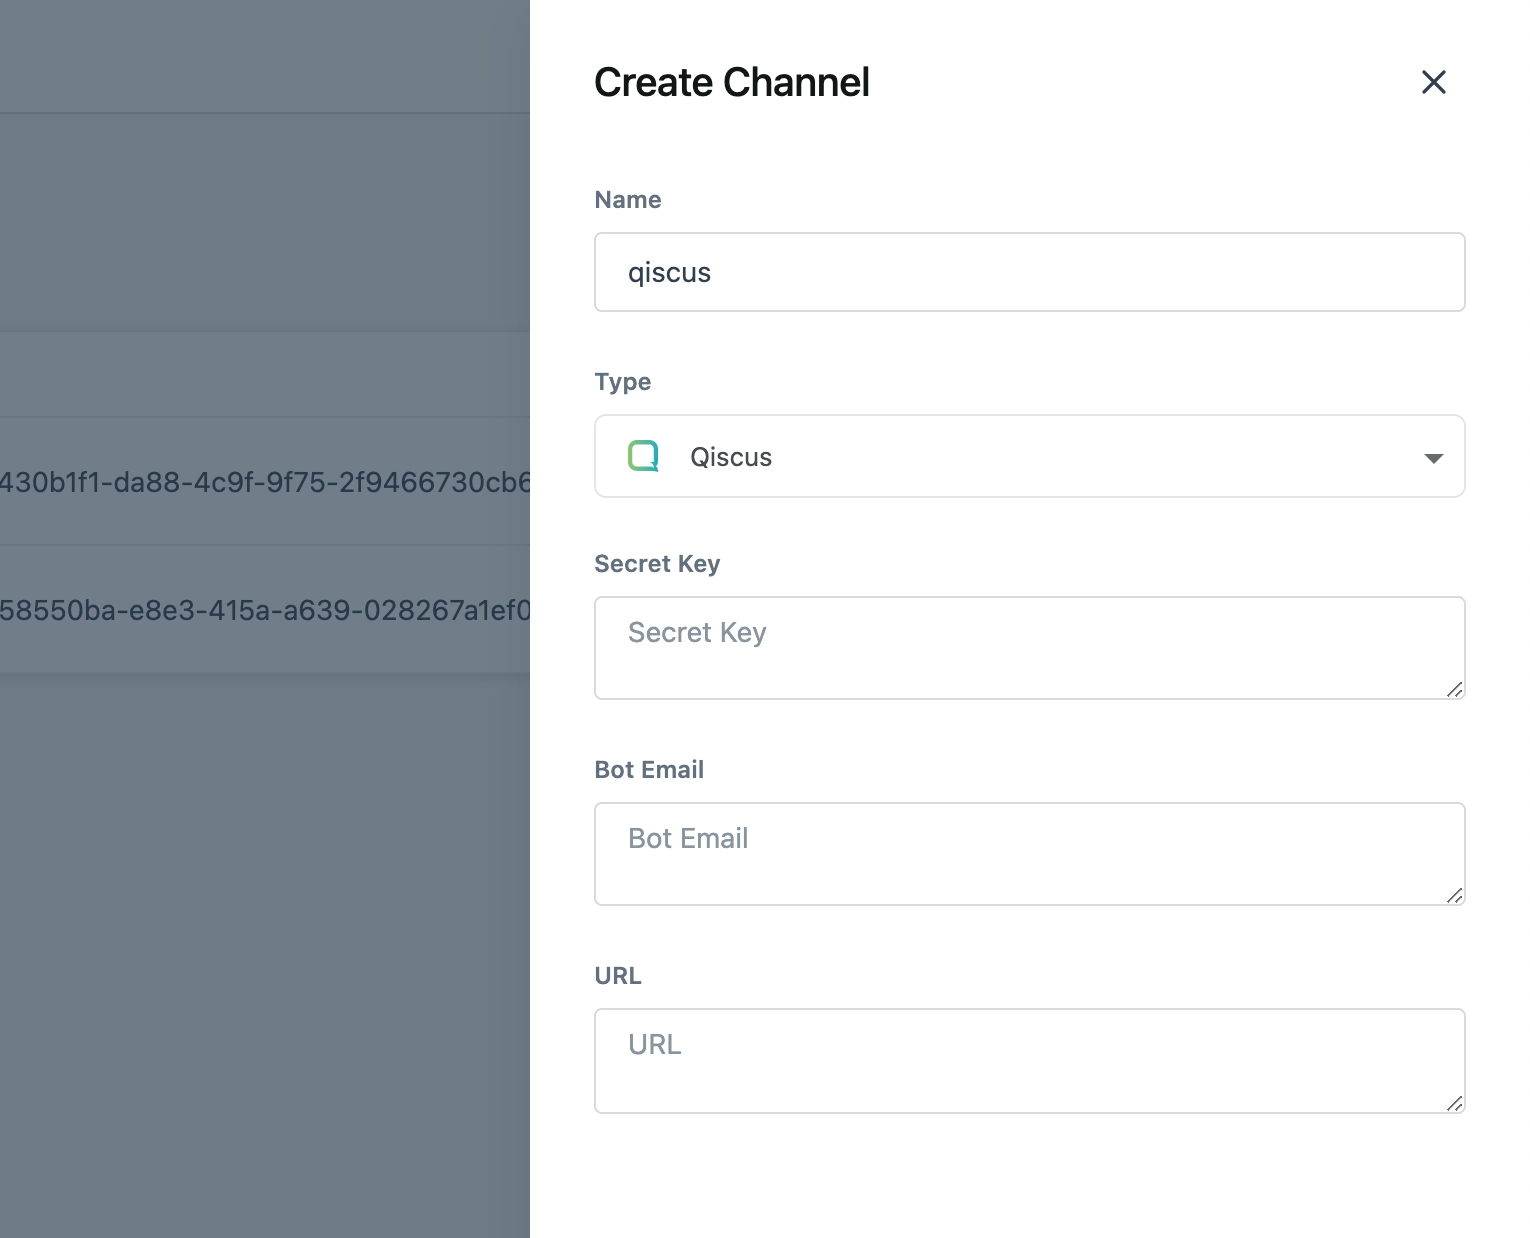 Create Channel
Name
qiscus
Type
Qiscus
430b1f1-da88-4c9f-9f75-2f9466730cb6
Secret Key
Secret Key
58550ba-e8e3-415a-a639-028267a1ef0
Bot Email
Bot Email
URL
URL